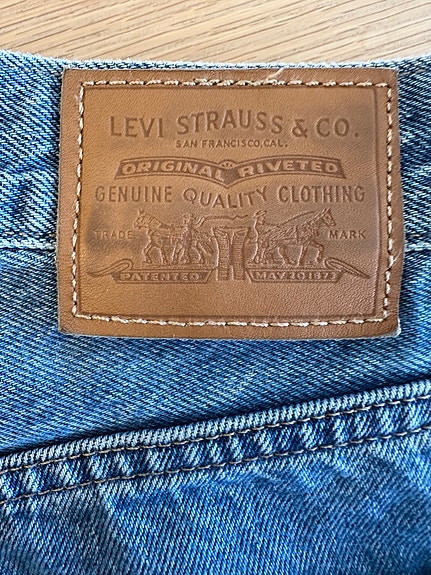 LEVI STRAUSS & CO.
SAN FRANCISCO, CAL.
ORIGINAL RIVETED
GENUINE QUALITY CLOTHING
TRADE MARK
PATENTED MAY 20 1873